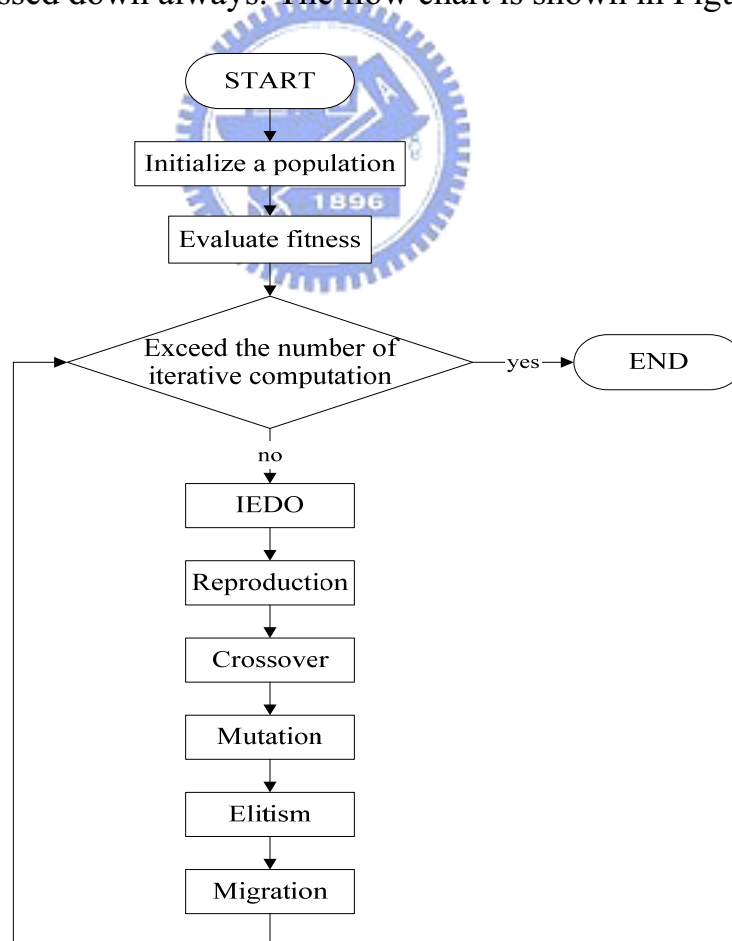 ssed down always. The flow chart is shown in Figu
START
A
Initialize a population
1896
Evaluate fitness
Exceed the number of
iterative computation
yes
END
no
IEDO
Reproduction
Crossover
Mutation
Elitism
Migration